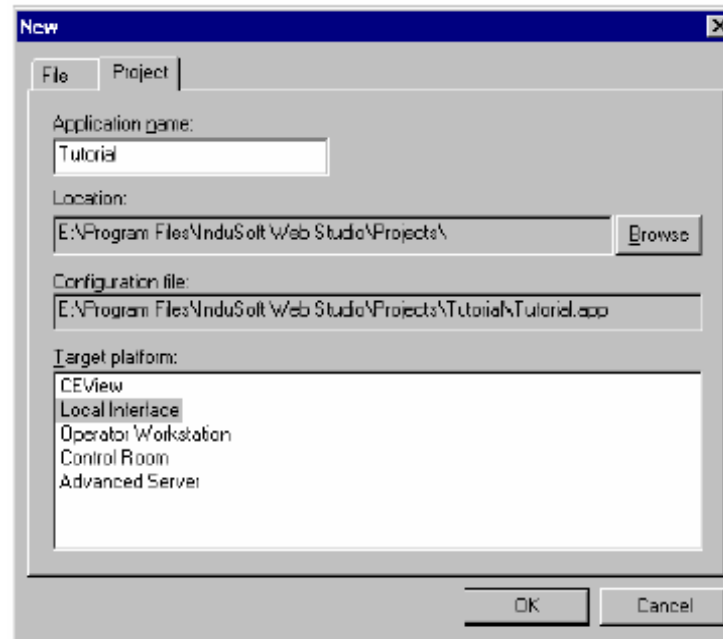 New
File
Project
Application name:
Tutorial
Location:
E:\Program Files\InduSoft Web Studio\Projects\
Browse
Configuration file:
E:\Program Files\InduSoft Web Studio\Projects\Tutorial\Tutorial.app
Target platform:
CEView
Local Interface
Operator Workstation
Control Room
Advanced Server
OK
Cancel